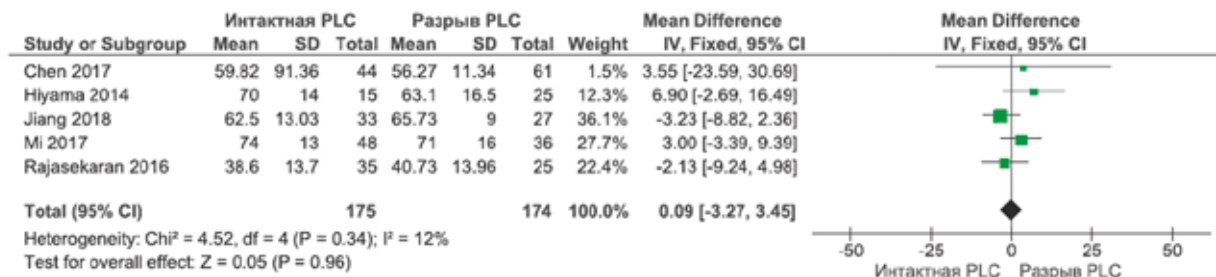 Интактная PLC Разрыв PLC Mean Difference Mean Difference
Study or Subgroup Mean SD Total Mean SD Total Weight IV, Fixed, 95% CI IV, Fixed, 95% CI
Chen 2017 59.82 91.36 44 56.27 11.34 61 1.5% 3.55 [-23.59, 30.69]
Hiyama 2014 70 14 15 63.1 16.5 25 12.3% 6.90 [-2.69, 16.49]
Jiang 2018 62.5 13.03 33 65.73 9 27 36.1% -3.23 [-8.82, 2.36]
Mi 2017 74 13 48 71 16 36 27.7% 3.00 [-3.39, 9.39]
Rajasekaran 2016 38.6 13.7 35 40.73 13.96 25 22.4% -2.13 [-9.24, 4.98]
Total (95% CI) 175 174 100.0% 0.09 [-3.27, 3.45]
Heterogeneity: Chi² = 4.52, df = 4 (P = 0.34); I² = 12%
Test for overall effect: Z = 0.05 (P = 0.96)
-50 -25 0 25 50
Интактная PLC Разрыв PLC